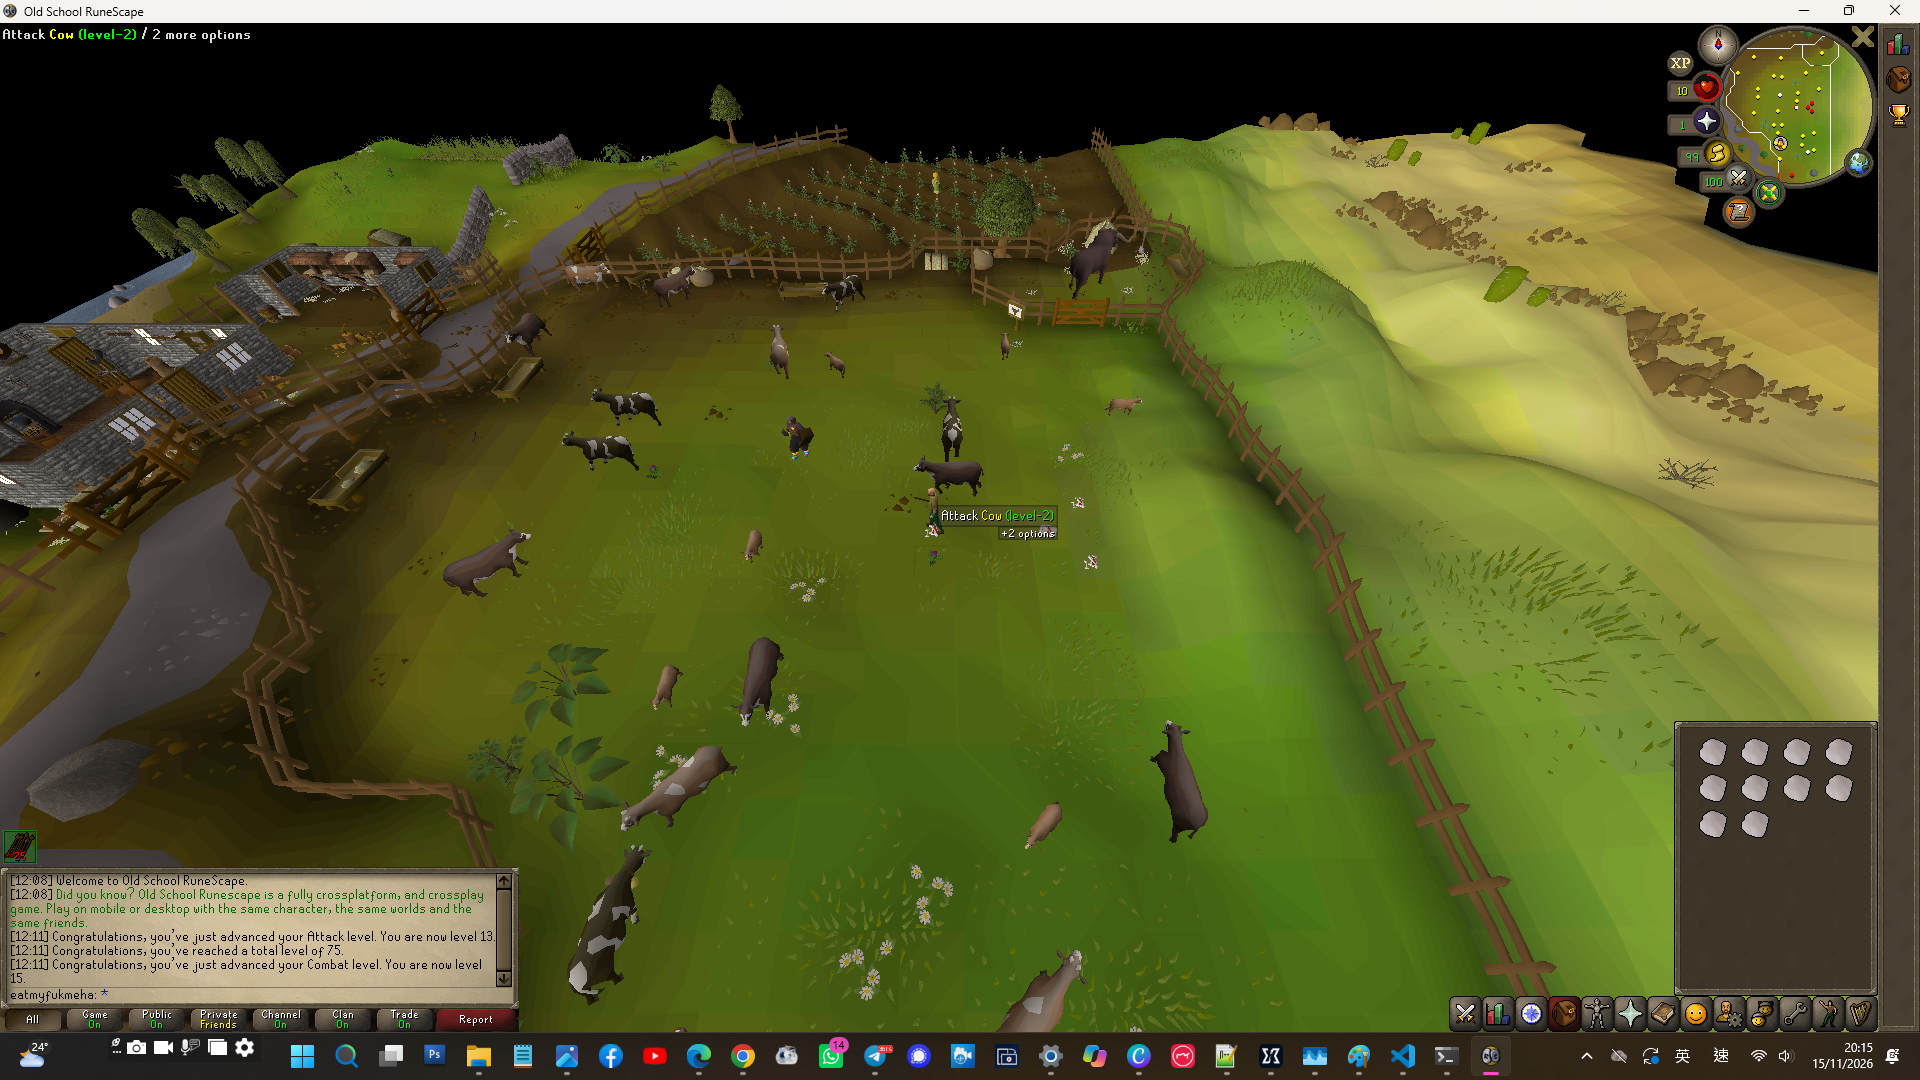 Old School RuneScape
Attack Cow (level-2) / 2 more options
N
XP
10
1
99
100
Attack Cow (level-2)
+2 options
25
[12:08] Welcome to Old School RuneScape.
[12:08] Did you know? Old School Runescape is a fully crossplatform, and crossplay
game. Play on mobile or desktop with the same character, the same worlds and the
same friends.
[12:11] Congratulations, you've just advanced your Attack level. You are now level 13.
[12:11] Congratulations, you've reached a total level of 75.
[12:11] Congratulations, you've just advanced your Combat level. You are now level
15.
eatmyfukmeha: *
All
Game
On
Public
On
Private
Friends
Channel
On
Clan
On
Trade
On
Report
24°
Ps
14
英
速
20:15
15/11/2026